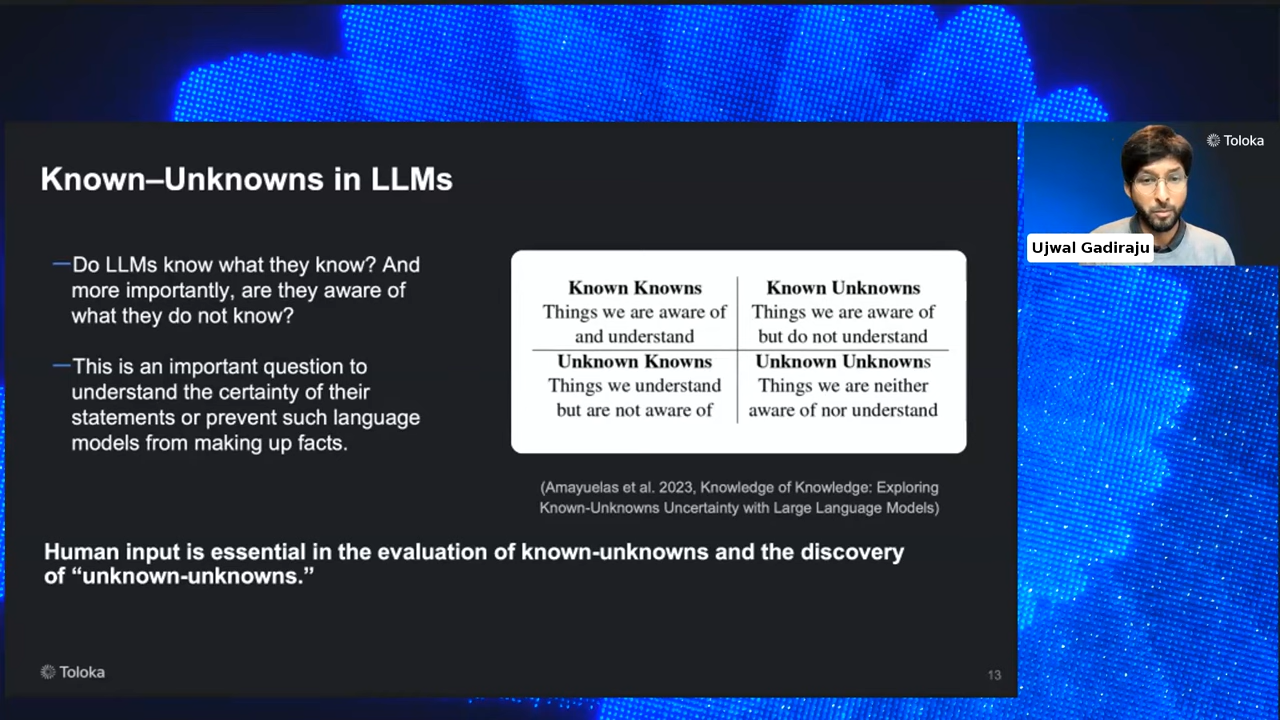 Known–Unknowns in LLMs
—Do LLMs know what they know? And
more importantly, are they aware of
what they do not know?
—This is an important question to
understand the certainty of their
statements or prevent such language
models from making up facts.
Known Knowns
Things we are aware of
and understand
Known Unknowns
Things we are aware of
but do not understand
Unknown Knowns
Things we understand
but are not aware of
Unknown Unknowns
Things we are neither
aware of nor understand
(Amayuelas et al. 2023, Knowledge of Knowledge: Exploring
Known-Unknowns Uncertainty with Large Language Models)
Human input is essential in the evaluation of known-unknowns and the discovery
of “unknown-unknowns.”
Toloka
13
Toloka
Ujwal Gadiraju